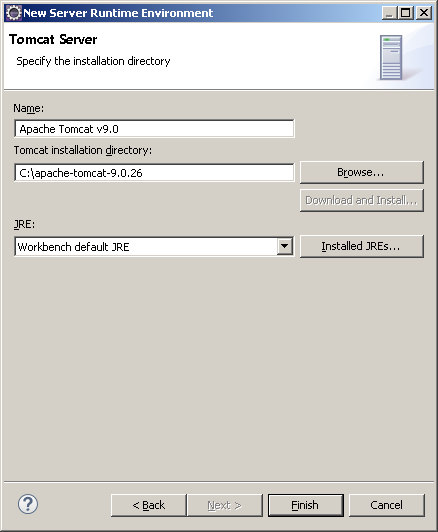 New Server Runtime Environment
Tomcat Server
Specify the installation directory
Name:
Apache Tomcat v9.0
Tomcat installation directory:
C:\apache-tomcat-9.0.26
Browse...
Download and Install...
JRE:
Workbench default JRE
Installed JREs...
?
< Back
Next >
Finish
Cancel